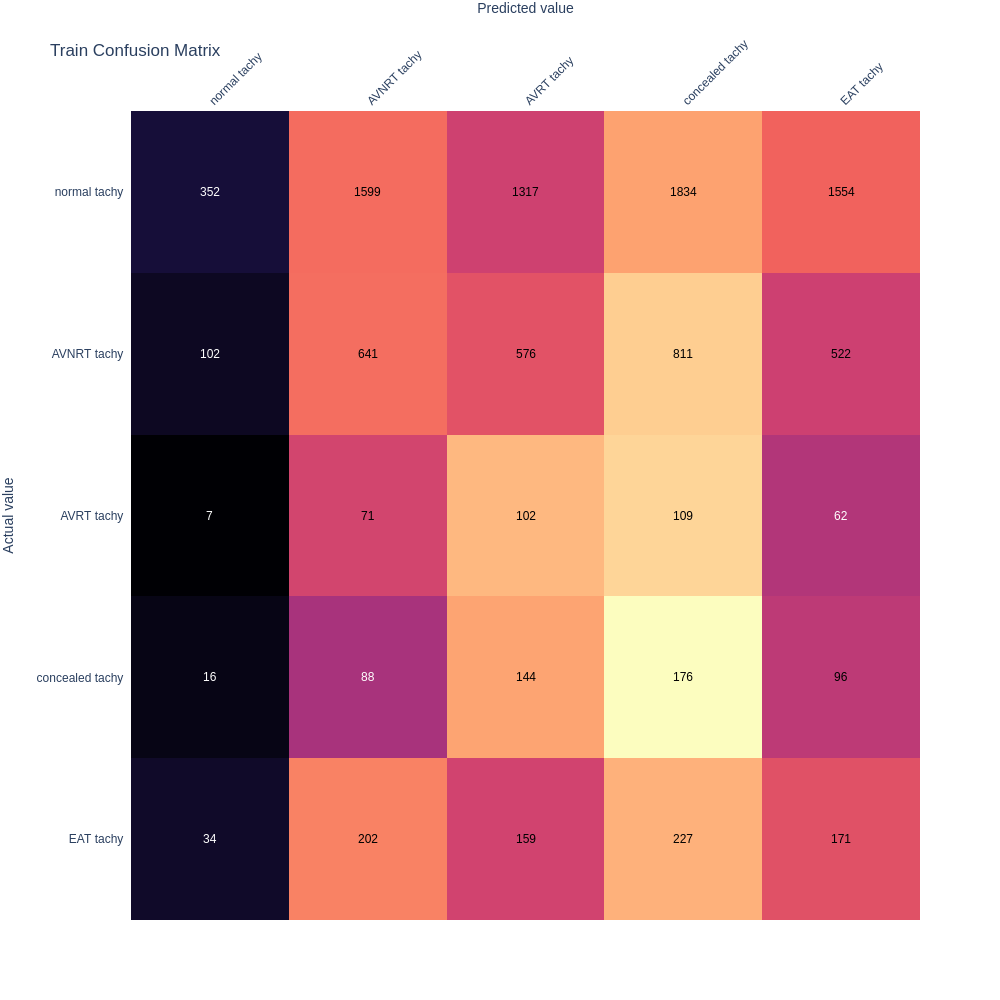 Predicted value
Train Confusion Matrix
normal tachy AVNRT tachy AVRT tachy concealed tachy EAT tachy
normal tachy 352 1599 1317 1834 1554
AVNRT tachy 102 641 576 811 522
Actual value
AVRT tachy 7 71 102 109 62
concealed tachy 16 88 144 176 96
EAT tachy 34 202 159 227 171